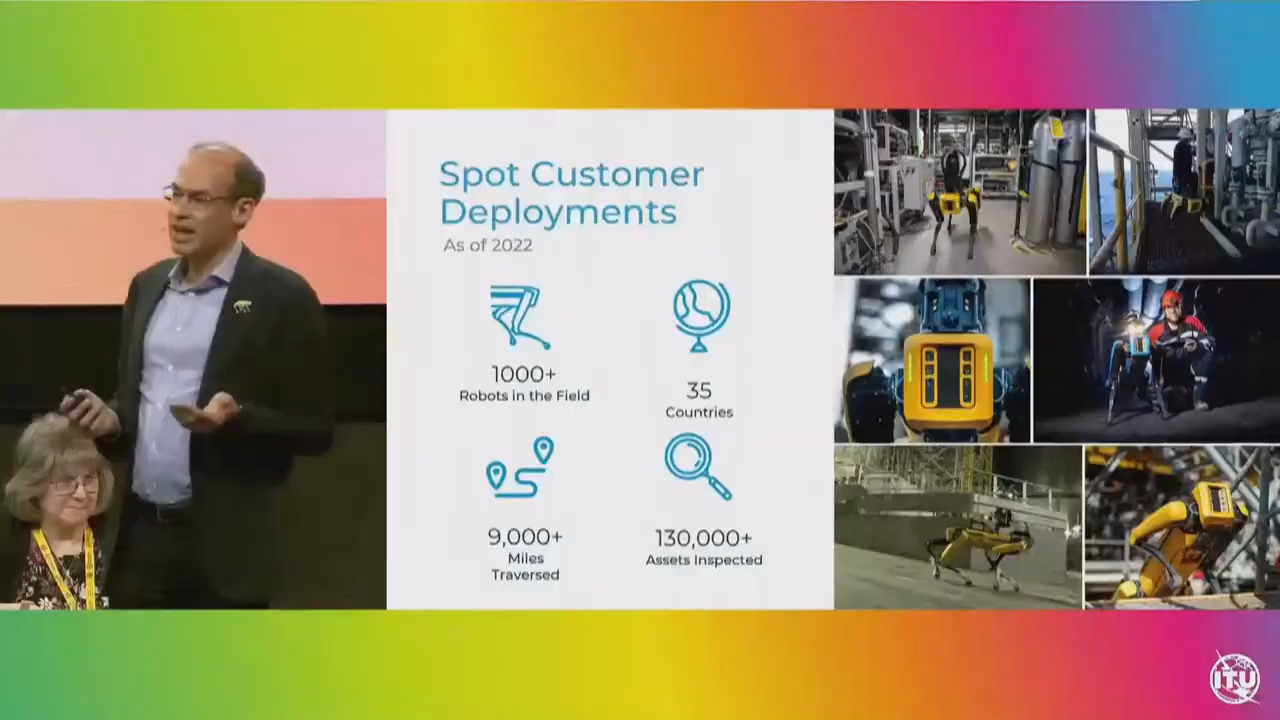 Spot Customer
Deployments
As of 2022
1000+
Robots in the Field
35
Countries
9,000+
Miles
Traversed
130,000+
Assets Inspected
ITU